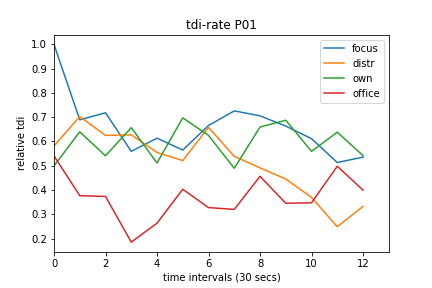 tdi-rate P01
focus
distr
own
office
relative tdi
1.0
0.9
0.8
0.7
0.6
0.5
0.4
0.3
0.2
0 2 4 6 8 10 12
time intervals (30 secs)